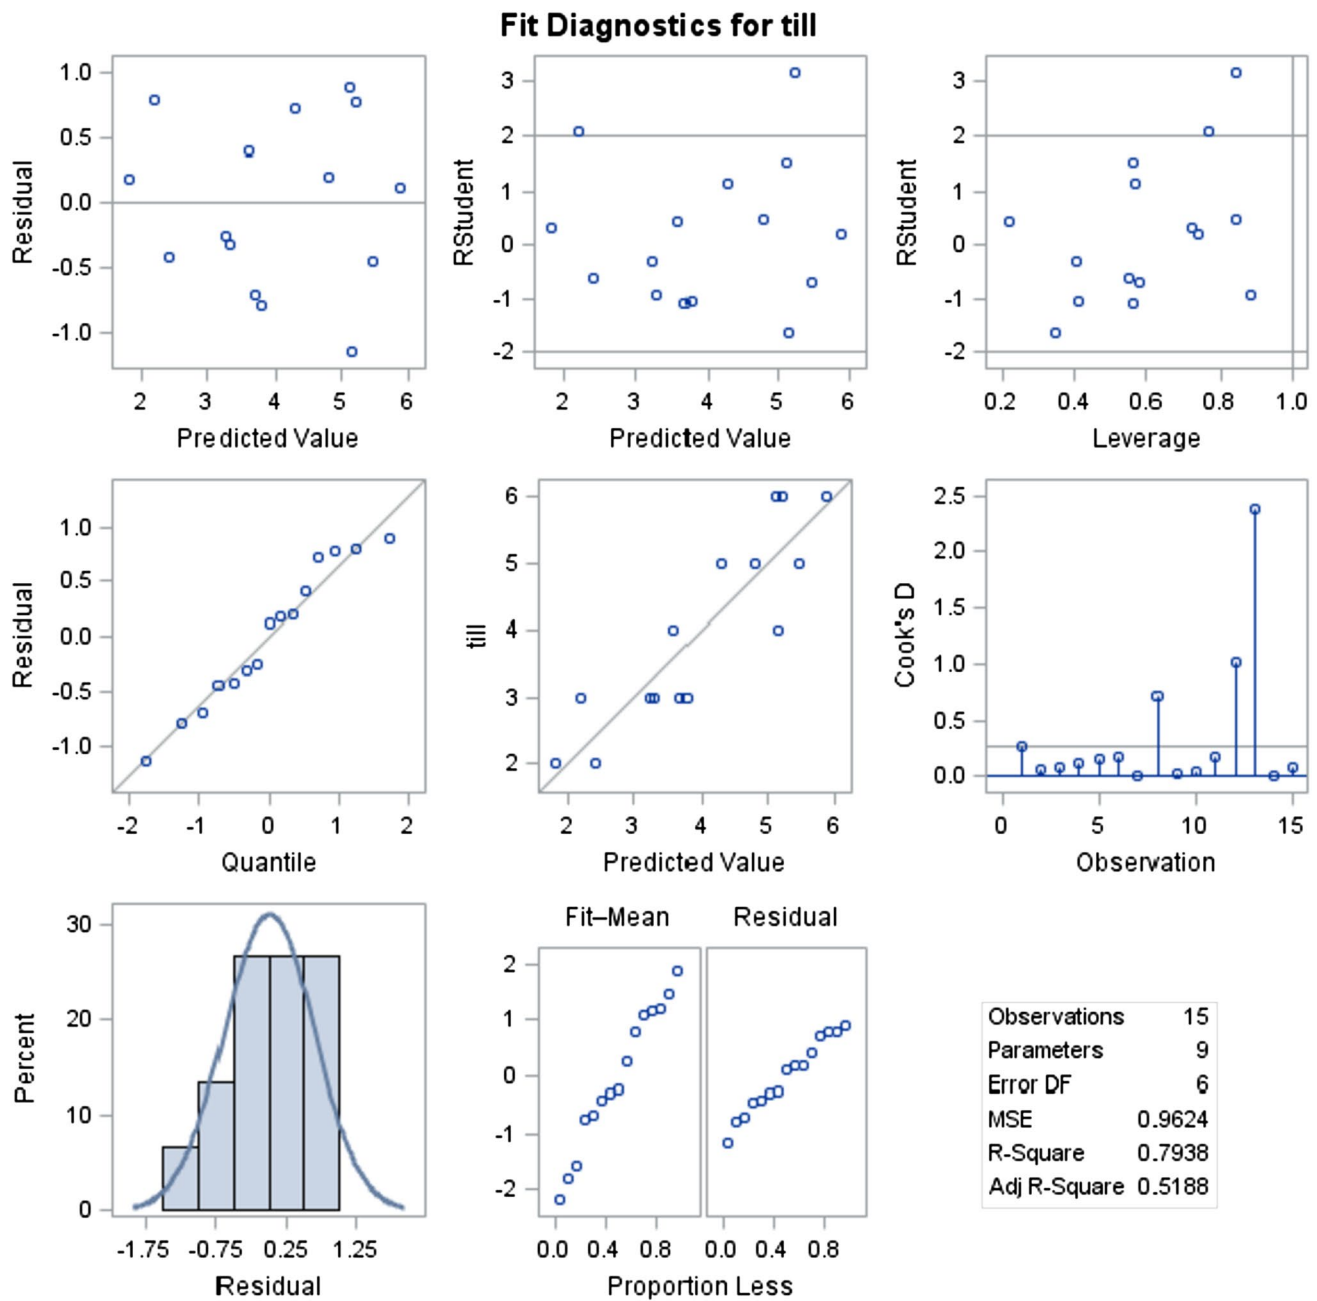 Fit Diagnostics for till
Residual
1.0
0.5
0.0
-0.5
-1.0
2 3 4 5 6
Predicted Value
RStudent
3
2
1
0
-1
-2
2 3 4 5 6
Predicted Value
RStudent
3
2
1
0
-1
-2
0.2 0.4 0.6 0.8 1.0
Leverage
Residual
1.0
0.5
0.0
-0.5
-1.0
-2 -1 0 1 2
Quantile
till
6
5
4
3
2
2 3 4 5 6
Predicted Value
Cook's D
2.5
2.0
1.5
1.0
0.5
0.0
0 5 10 15
Observation
Percent
30
20
10
0
-1.75 -0.75 0.25 1.25
Residual
Fit–Mean Residual
2
1
0
-1
-2
0.0 0.4 0.8 0.0 0.4 0.8
Proportion Less
Observations 15
Parameters 9
Error DF 6
MSE 0.9624
R-Square 0.7938
Adj R-Square 0.5188